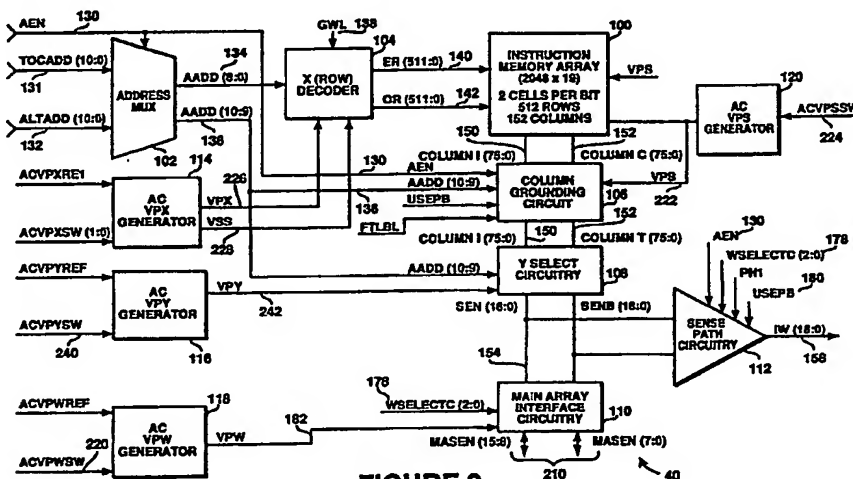 AEN 130
TOCADD (10:0)
131
ALTADD (10:0)
132
ADDRESS MUX
102
134
AADD (8:0)
AADD (10:9)
136
GWL 138
104
X (ROW) DECODER
ER (511:0) 140
OR (511:0) 142
100
INSTRUCTION MEMORY ARRAY (2048 x 19)
2 CELLS PER BIT
512 ROWS
152 COLUMNS
VPS
120
AC VPS GENERATOR
ACVPSSW
224
150 152
COLUMN I (75:0) COLUMN C (75:0)
ACVPXRE1 114
AC VPX GENERATOR
ACVPXSW (1:0)
VPX 226
VSS
228
130 AEN
AADD (10:9)
136
USEPB
FTLBL
COLUMN GROUNDING CIRCUIT
106
VPS
222
COLUMN I (75:0) 150 152 COLUMN T (75:0)
AADD (10:9)
Y SELECT CIRCUITRY
108
ACVPYREF
AC VPY GENERATOR
VPY
242
ACVPYSW
240
116
SEN (16:0) SENB (16:0)
130
AEN
178
WSELECTC (2:0)
PH1
180
USEPB
SENSE PATH CIRCUITRY
112
IW (15:0)
158
154
178
WSELECTC (2:0)
MAIN ARRAY INTERFACE CIRCUITRY
110
ACVPWREF 118
AC VPW GENERATOR
182
VPW
220
ACVPWSW
MASEN (15:8) MASEN (7:0)
210
40